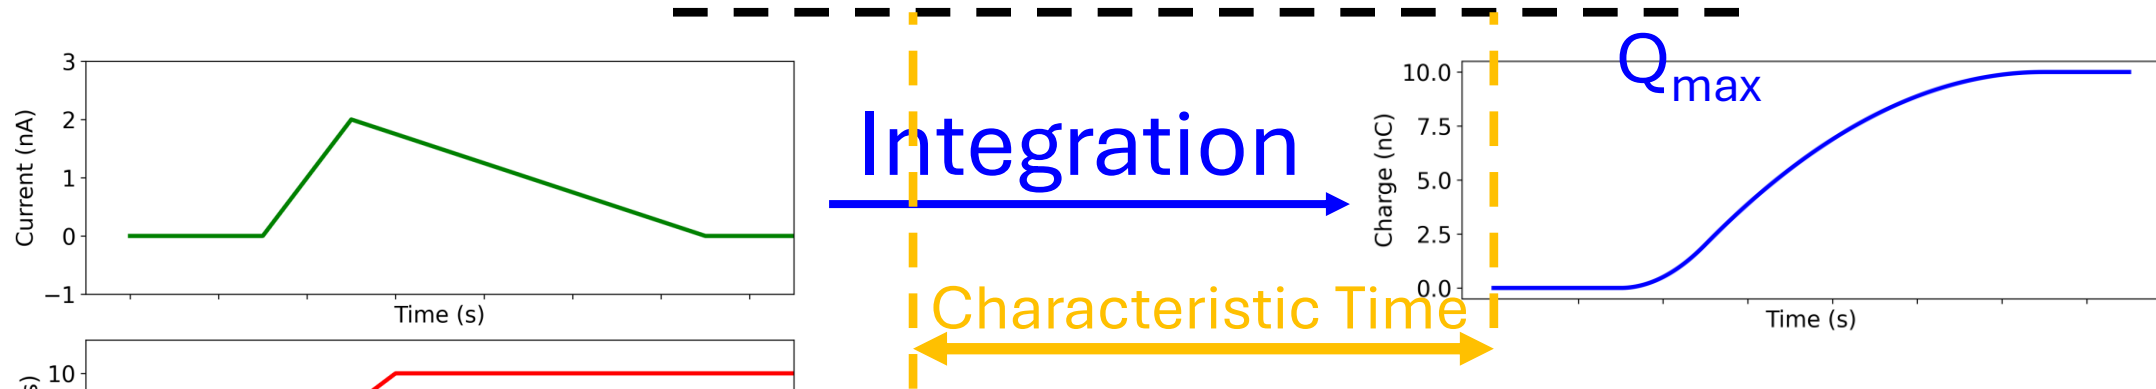 3
2
1
0
−1
Current (nA)
Time (s)
Integration
Characteristic Time
Q
max
10.0
7.5
5.0
2.5
0.0
Charge (nC)
Time (s)
10